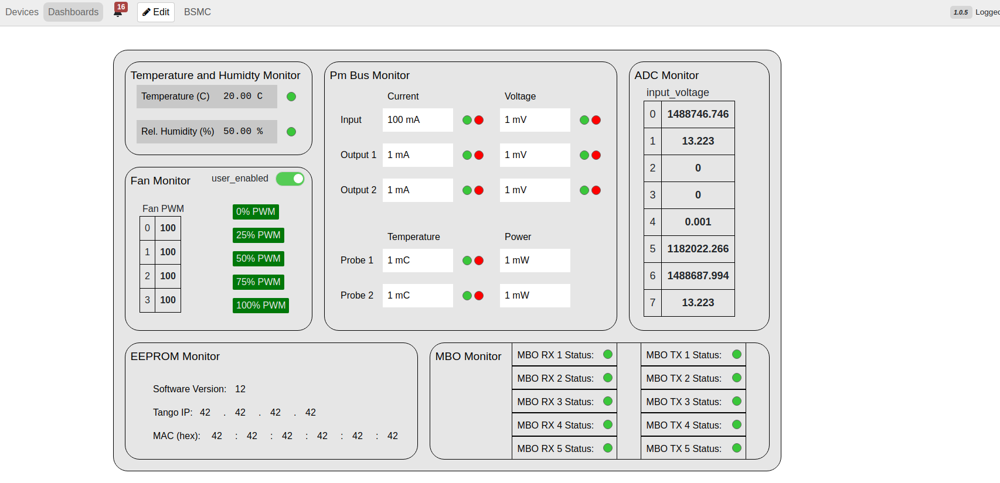 Devices Dashboards 16 Edit BSMC 1.0.5 Logged
Temperature and Humidty Monitor
Temperature (C) 20.00 C
Rel. Humidity (%) 50.00 %
Fan Monitor user_enabled
Fan PWM
0 100
1 100
2 100
3 100
0% PWM
25% PWM
50% PWM
75% PWM
100% PWM
Pm Bus Monitor
Current Voltage
Input 100 mA 1 mV
Output 1 1 mA 1 mV
Output 2 1 mA 1 mV
Temperature Power
Probe 1 1 mC 1 mW
Probe 2 1 mC 1 mW
ADC Monitor
input_voltage
0 1488746.746
1 13.223
2 0
3 0
4 0.001
5 1182022.266
6 1488687.994
7 13.223
EEPROM Monitor
Software Version: 12
Tango IP: 42 . 42 . 42 . 42
MAC (hex): 42 : 42 : 42 : 42 : 42 : 42
MBO Monitor
MBO RX 1 Status: MBO TX 1 Status:
MBO RX 2 Status: MBO TX 2 Status:
MBO RX 3 Status: MBO TX 3 Status:
MBO RX 4 Status: MBO TX 4 Status:
MBO RX 5 Status: MBO TX 5 Status: